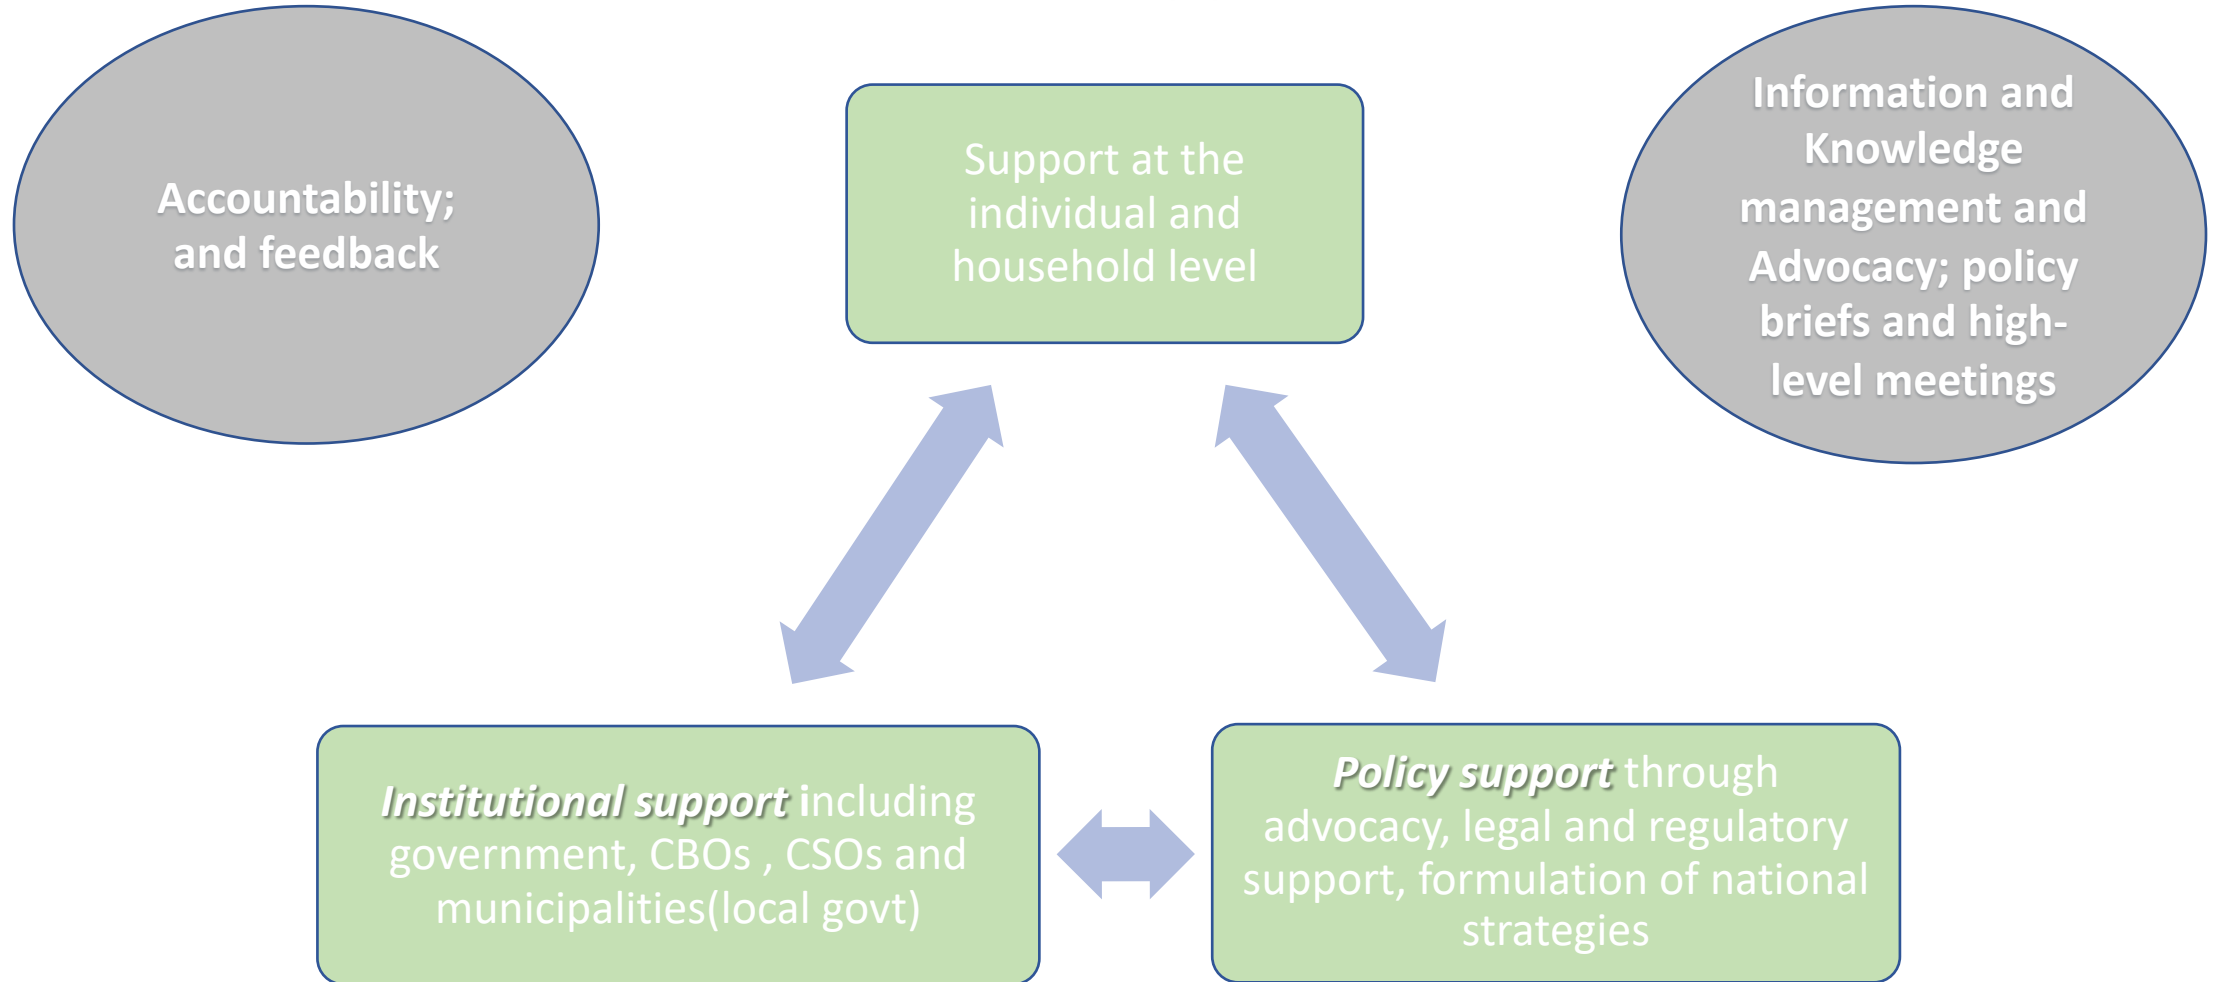 Accountability;
and feedback
Support at the
individual and
household level
Information and
Knowledge
management and
Advocacy; policy
briefs and high-
level meetings
Institutional support including
government, CBOs , CSOs and
municipalities(local govt)
Policy support through
advocacy, legal and regulatory
support, formulation of national
strategies